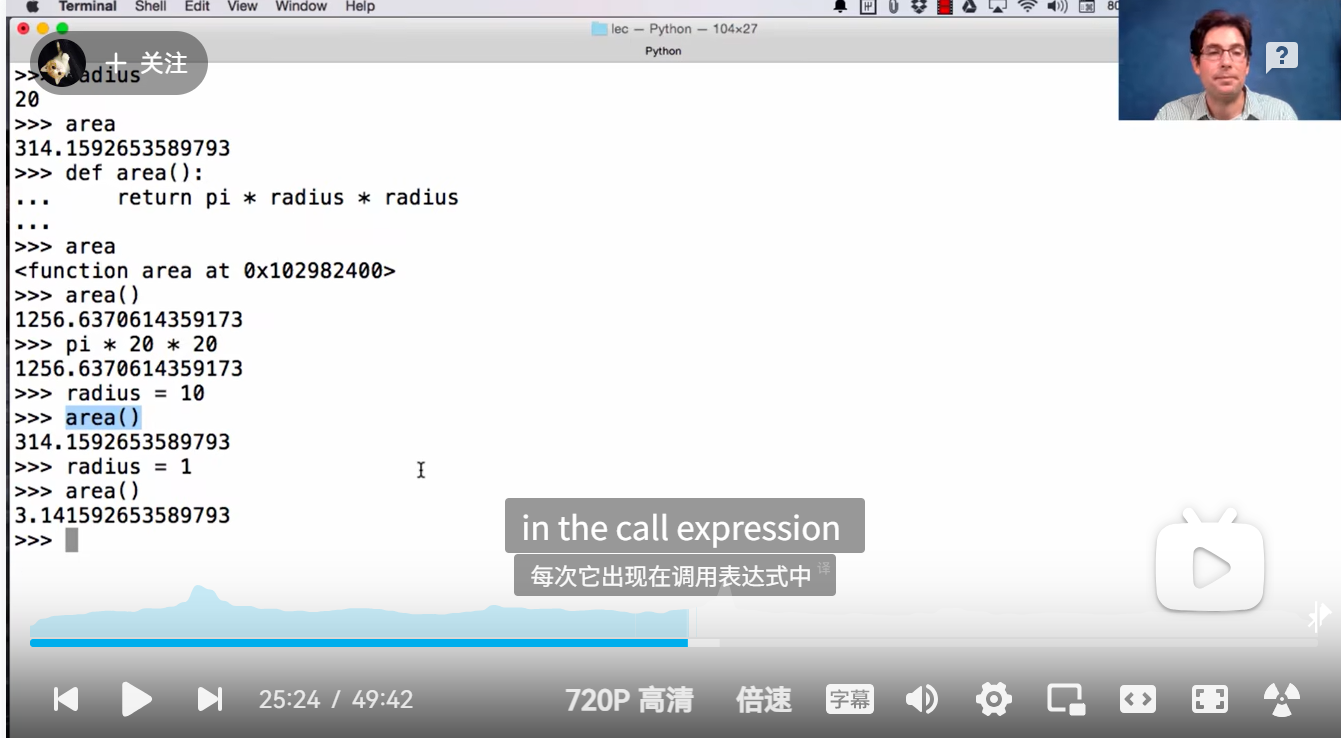 Terminal Shell Edit View Window Help
lec — Python — 104×27
Python
+ 关注
>>> radius
20
>>> area
314.1592653589793
>>> def area():
...     return pi * radius * radius
...
>>> area
<function area at 0x102982400>
>>> area()
1256.6370614359173
>>> pi * 20 * 20
1256.6370614359173
>>> radius = 10
>>> area()
314.1592653589793
>>> radius = 1
>>> area()
3.141592653589793
>>>
in the call expression
每次它出现在调用表达式中 译
25:24 / 49:42
720P 高清
倍速
字幕